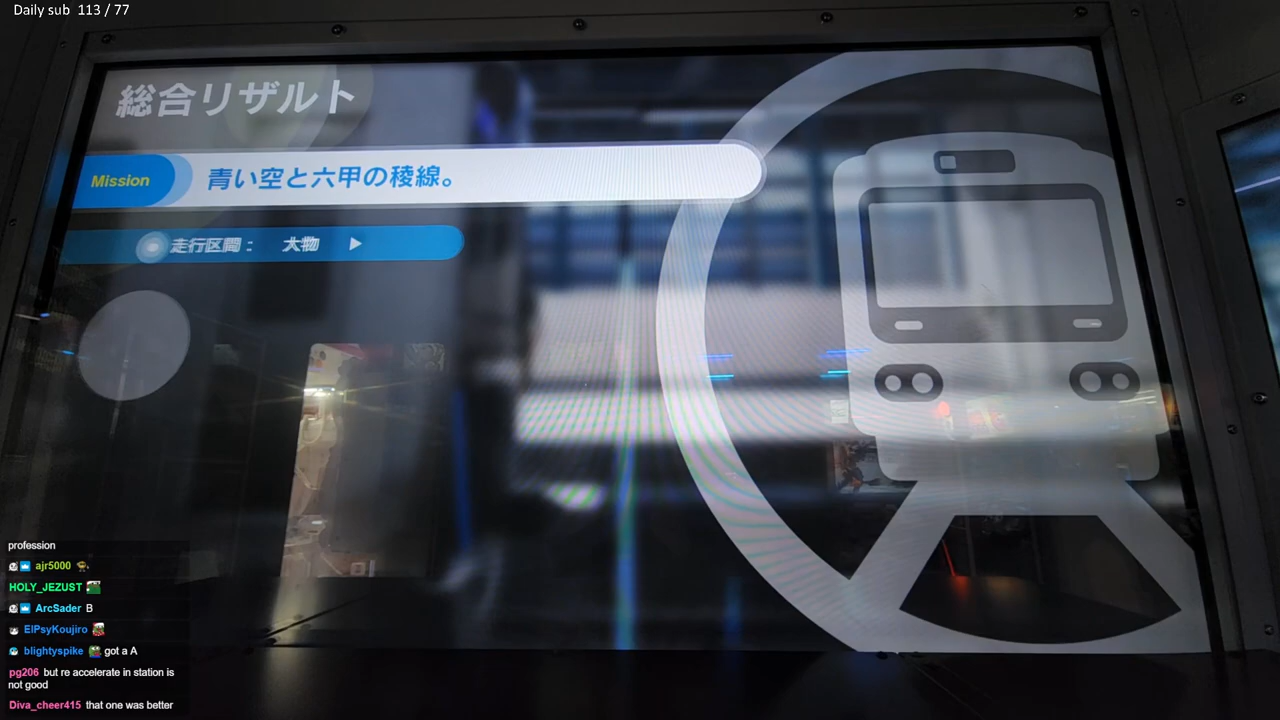 Daily sub 113 / 77
総合リザルト
Mission 青い空と六甲の稜線。
走行区間： 大物 ▶
profession
ajr5000
HOLY_JEZUST
ArcSader B
ElPsyKoujiro
blightyspike got a A
pg206 but re accelerate in station is
not good
Diva_cheer415 that one was better